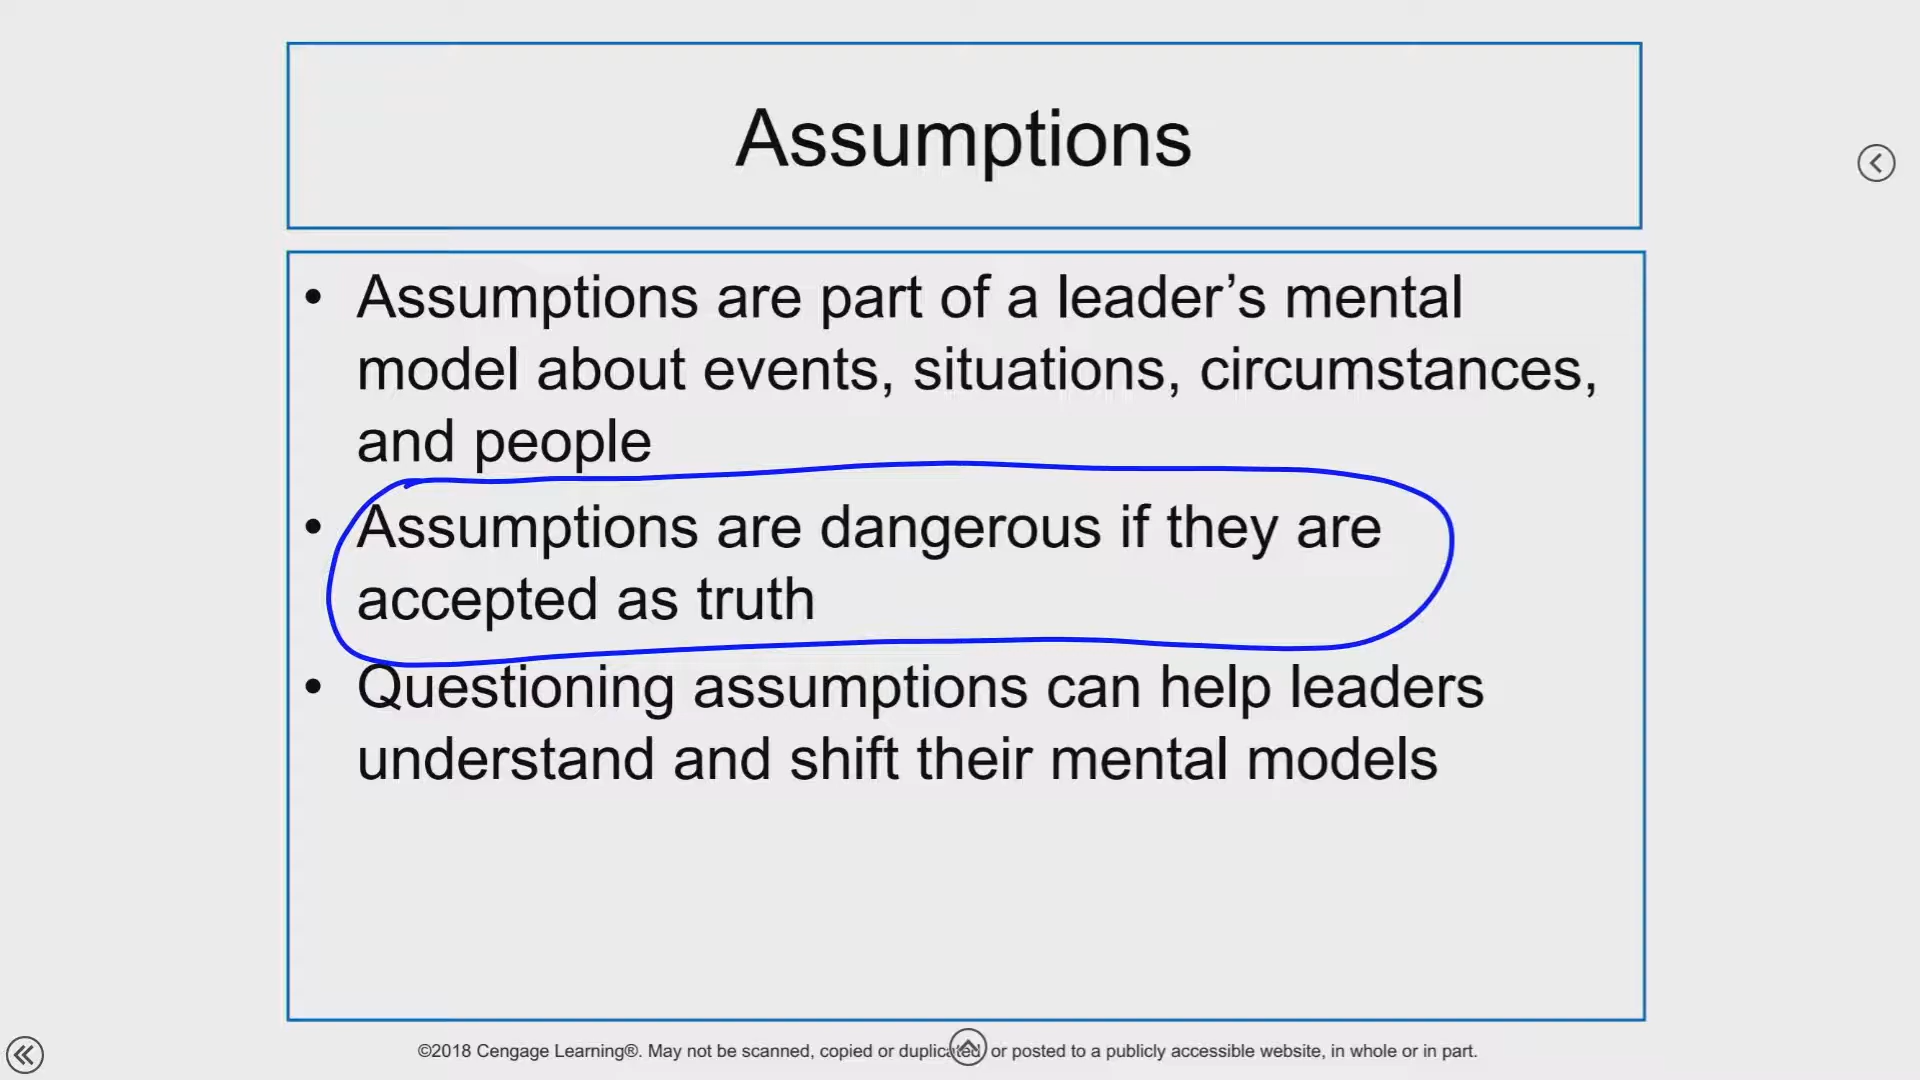 Assumptions
• Assumptions are part of a leader’s mental
model about events, situations, circumstances,
and people
• Assumptions are dangerous if they are
accepted as truth
• Questioning assumptions can help leaders
understand and shift their mental models
©2018 Cengage Learning®. May not be scanned, copied or duplicated, or posted to a publicly accessible website, in whole or in part.